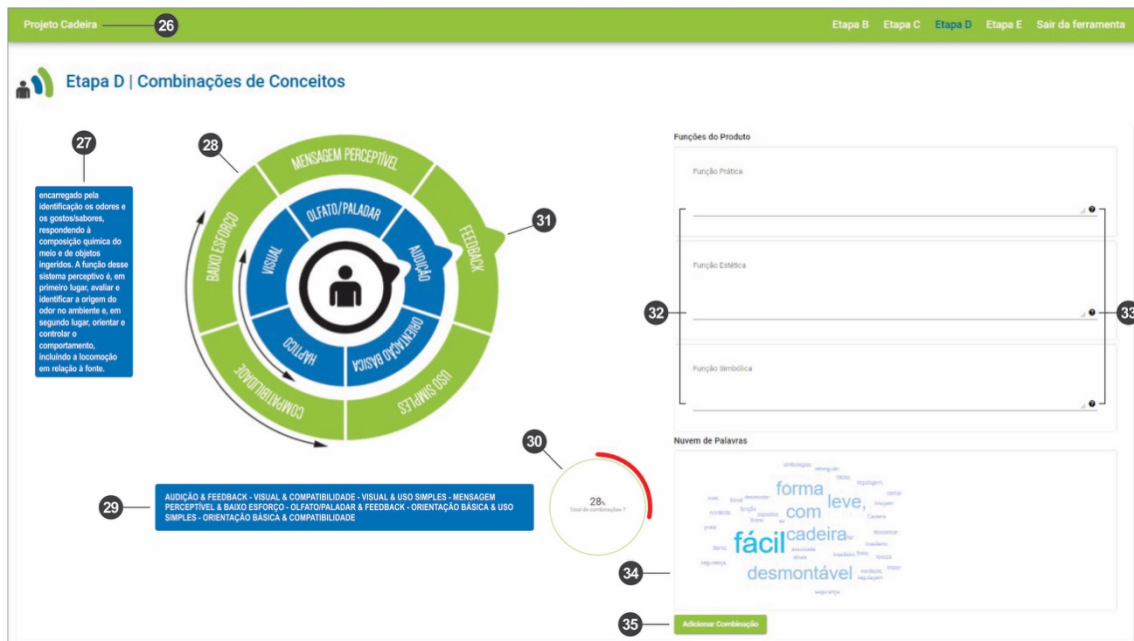 Projeto Cadeira
26
Etapa B
Etapa C
Etapa D
Etapa E
Sair da ferramenta
Etapa D | Combinações de Conceitos
27
encarregado pela
identificação os odores e
os gostos/sabores,
respondendo à
composição química do
meio e de objetos
ingeridos. A função desse
sistema perceptivo é, em
primeiro lugar, avaliar e
identificar a origem do
odor no ambiente e, em
segundo lugar, orientar e
controlar o
comportamento,
incluindo a locomoção
em relação à fonte.
28
MENSAGEM PERCEPTÍVEL
FEEDBACK
USO SIMPLES
COMPATIBILIDADE
BAIXO ESFORÇO
OLFATO/PALADAR
AUDIÇÃO
ORIENTAÇÃO BÁSICA
HÁPTICO
VISUAL
31
29
AUDIÇÃO & FEEDBACK - VISUAL & COMPATIBILIDADE - VISUAL & USO SIMPLES - MENSAGEM
PERCEPTÍVEL & BAIXO ESFORÇO - OLFATO/PALADAR & FEEDBACK - ORIENTAÇÃO BÁSICA & USO
SIMPLES - ORIENTAÇÃO BÁSICA & COMPATIBILIDADE
30
28%
Total de combinações 7
Funções do Produto
Função Prática
Função Estética
32
33
Função Simbólica
Nuvem de Palavras
forma
leve,
com
cadeira
fácil
desmontável
segurança
34
35
Adicionar Combinação